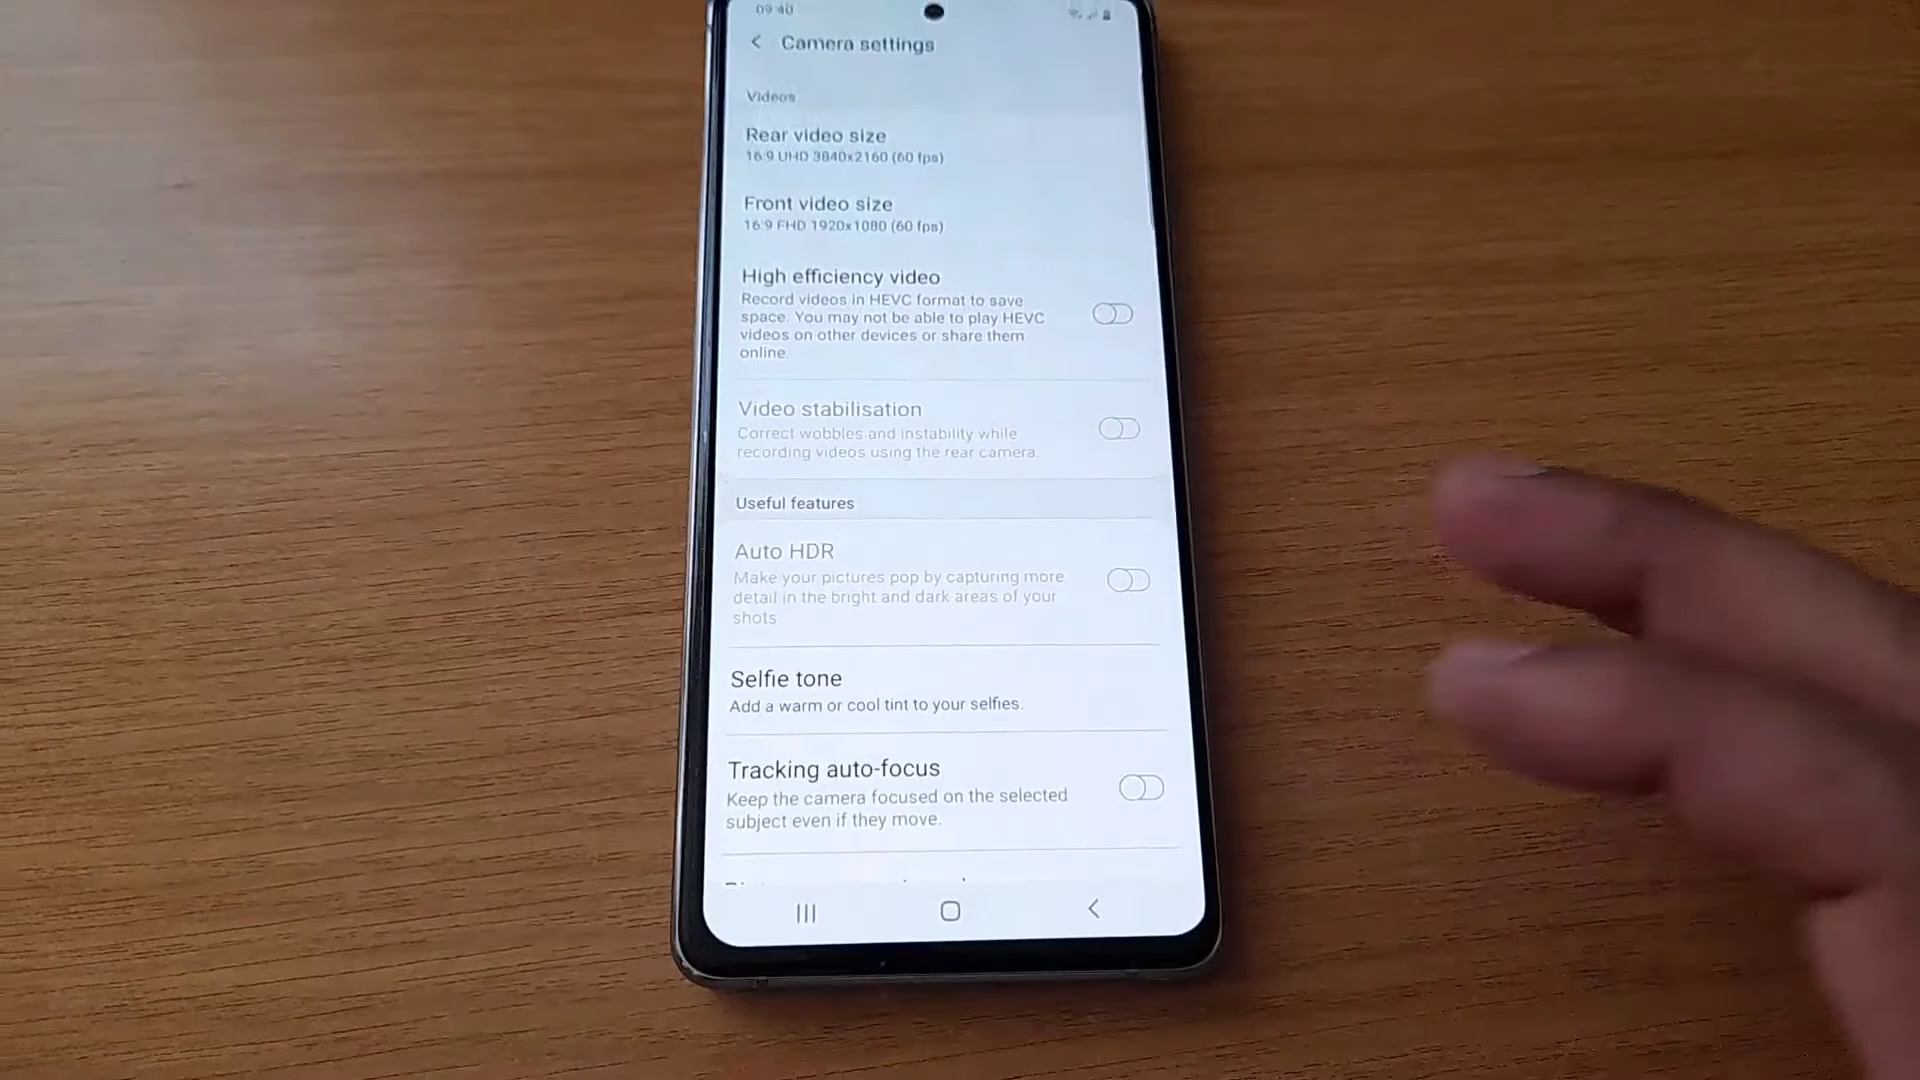 09 40
Camera settings
Videos
Rear video size
16:9 UHD 3840x2160 (60 fps)
Front video size
16:9 FHD 1920x1080 (60 fps)
High efficiency video
Record videos in HEVC format to save
space. You may not be able to play HEVC
videos on other devices or share them
online.
Video stabilisation
Correct wobbles and instability while
recording videos using the rear camera.
Useful features
Auto HDR
Make your pictures pop by capturing more
detail in the bright and dark areas of your
shots.
Selfie tone
Add a warm or cool tint to your selfies.
Tracking auto-focus
Keep the camera focused on the selected
subject even if they move.